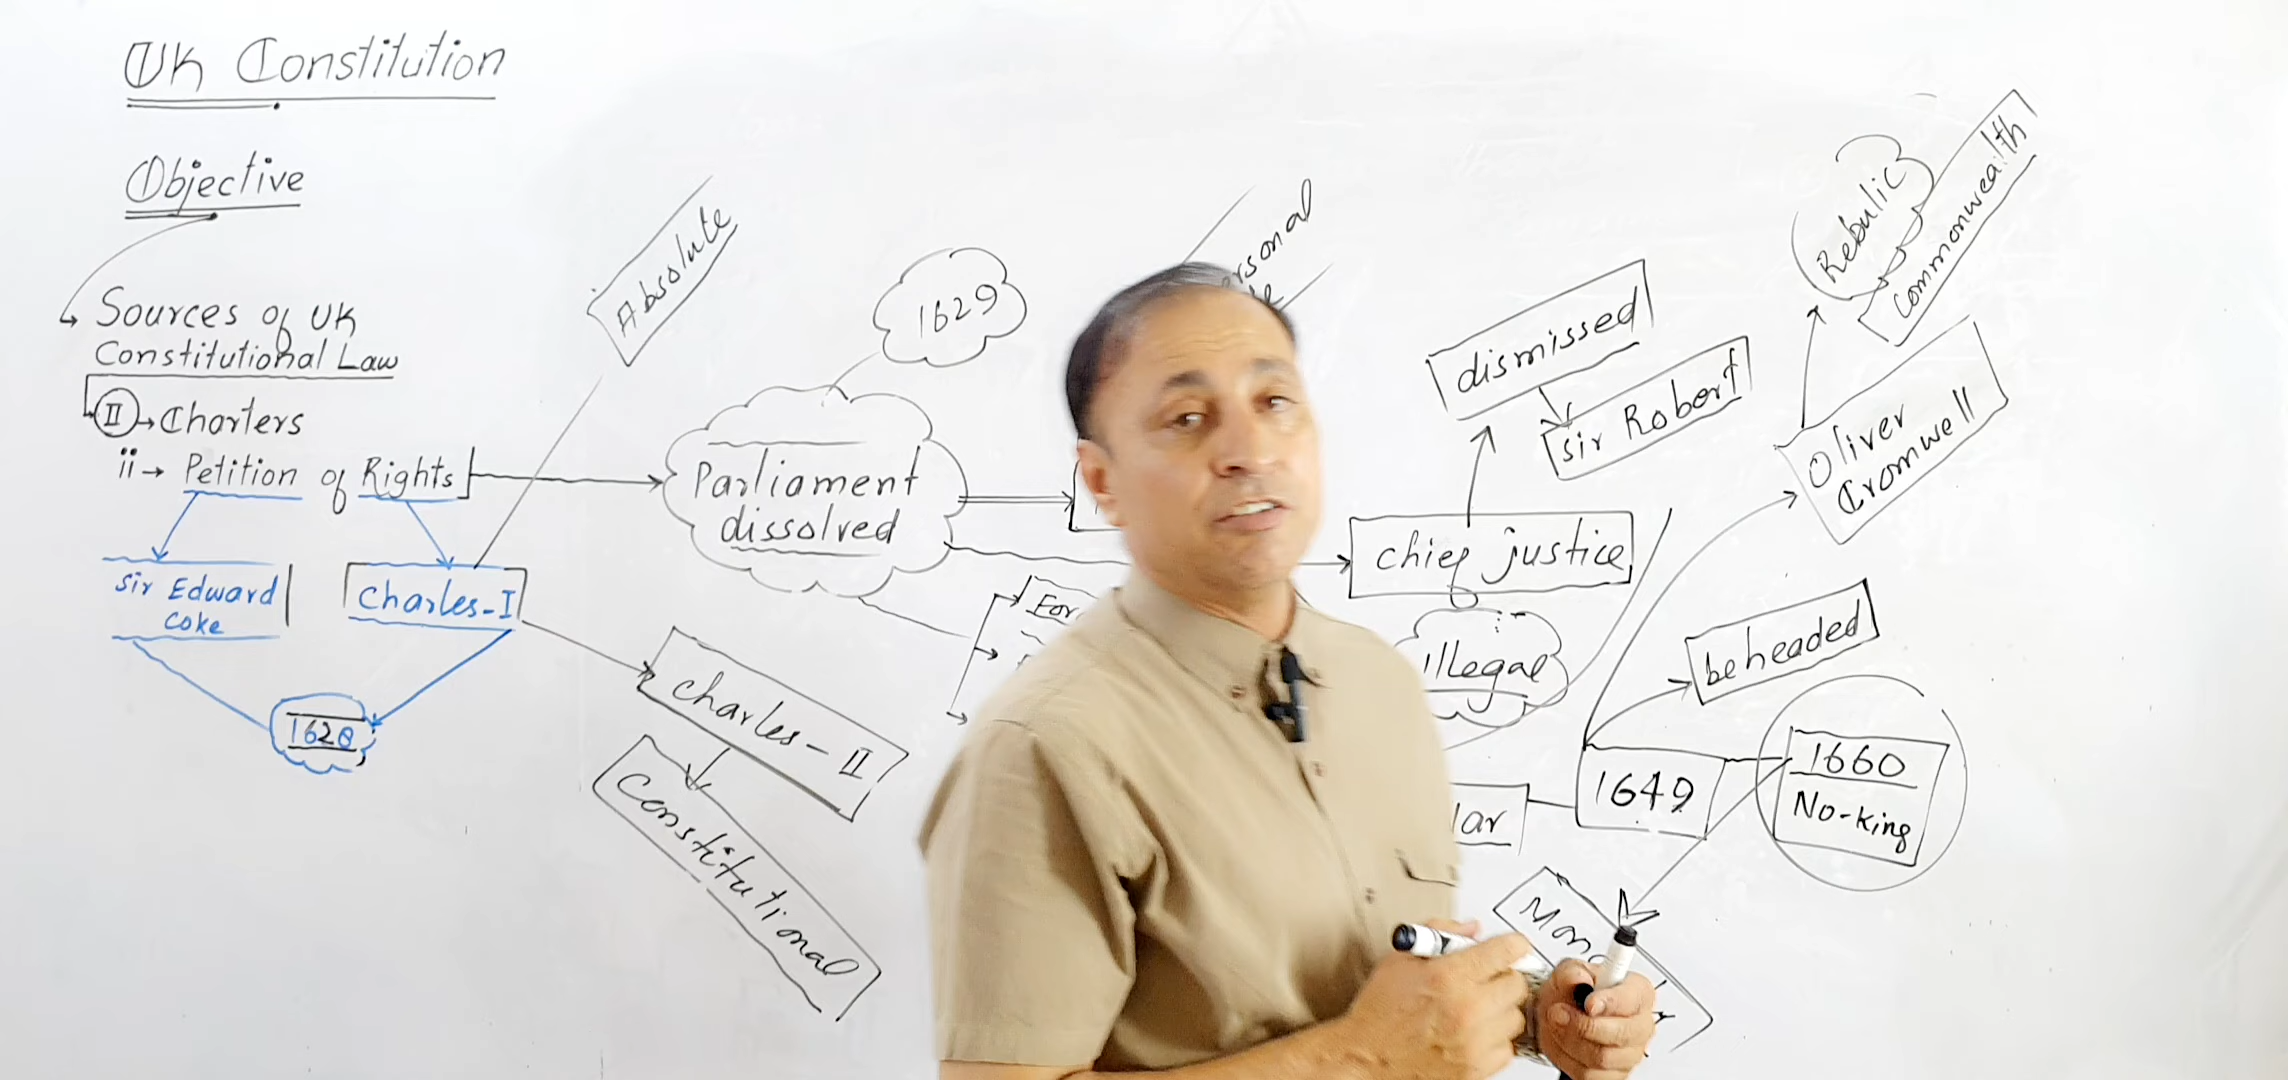 UK Constitution
Objective
Sources of UK
Constitutional Law
II → Charters
ii → Petition of Rights
Sir Edward
Coke
Charles-I
1628
Absolute
Charles-II
Constitutional
1629
Parliament
dissolved
For
chief justice
illegal
dismissed
Sir Robert
Rebulic
Commonwealth
Oliver
Cromwell
beheaded
1649
1660
No-king